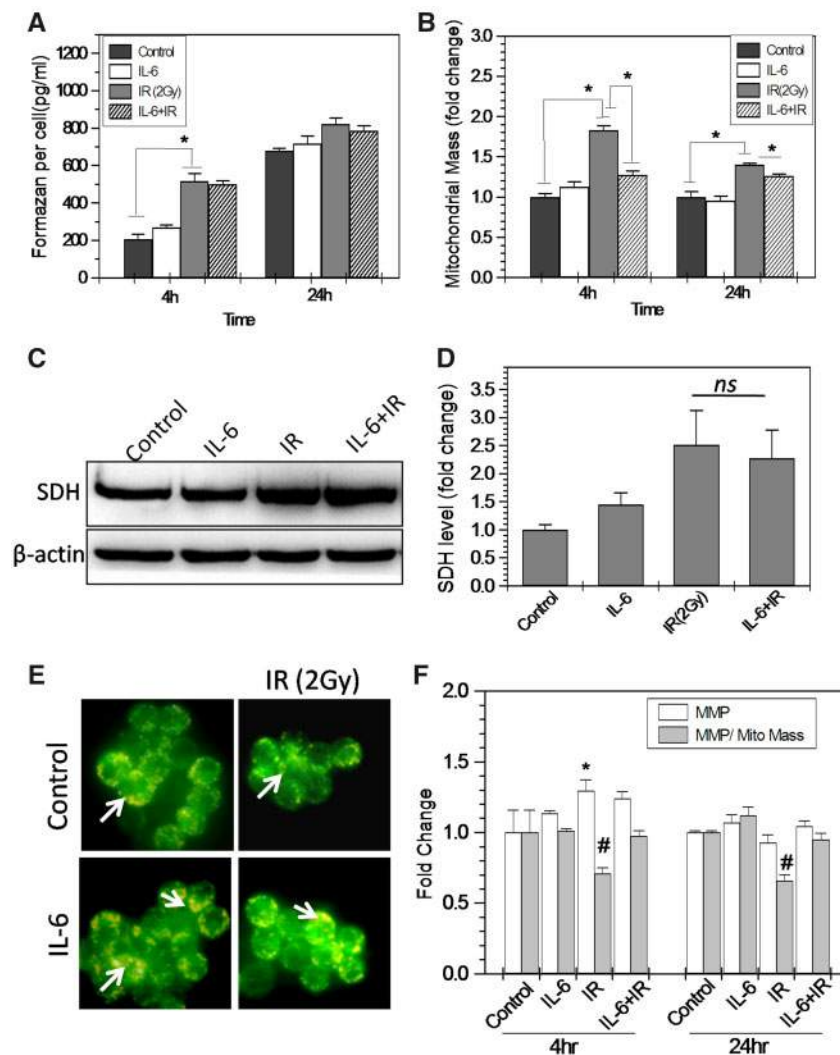 A
Formazan per cell(pg/ml)
1200
1000
800
600
400
200
0
Control
IL-6
IR(2Gy)
IL-6+IR
*
4h
24h
Time
B
Mitochondrial Mass (fold change)
3.0
2.5
2.0
1.5
1.0
0.5
0.0
Control
IL-6
IR(2Gy)
IL-6+IR
*
*
*
*
4h
24h
Time
C
Control
IL-6
IR
IL-6+IR
SDH
β-actin
D
SDH level (fold change)
3.5
3.0
2.5
2.0
1.5
1.0
0.5
0.0
ns
Control
IL-6
IR(2Gy)
IL-6+IR
E
IR (2Gy)
Control
IL-6
F
Fold Change
2.0
1.5
1.0
0.5
0.0
MMP
MMP/ Mito Mass
*
#
#
Control
IL-6
IR
IL-6+IR
Control
IL-6
IR
IL-6+IR
4hr
24hr